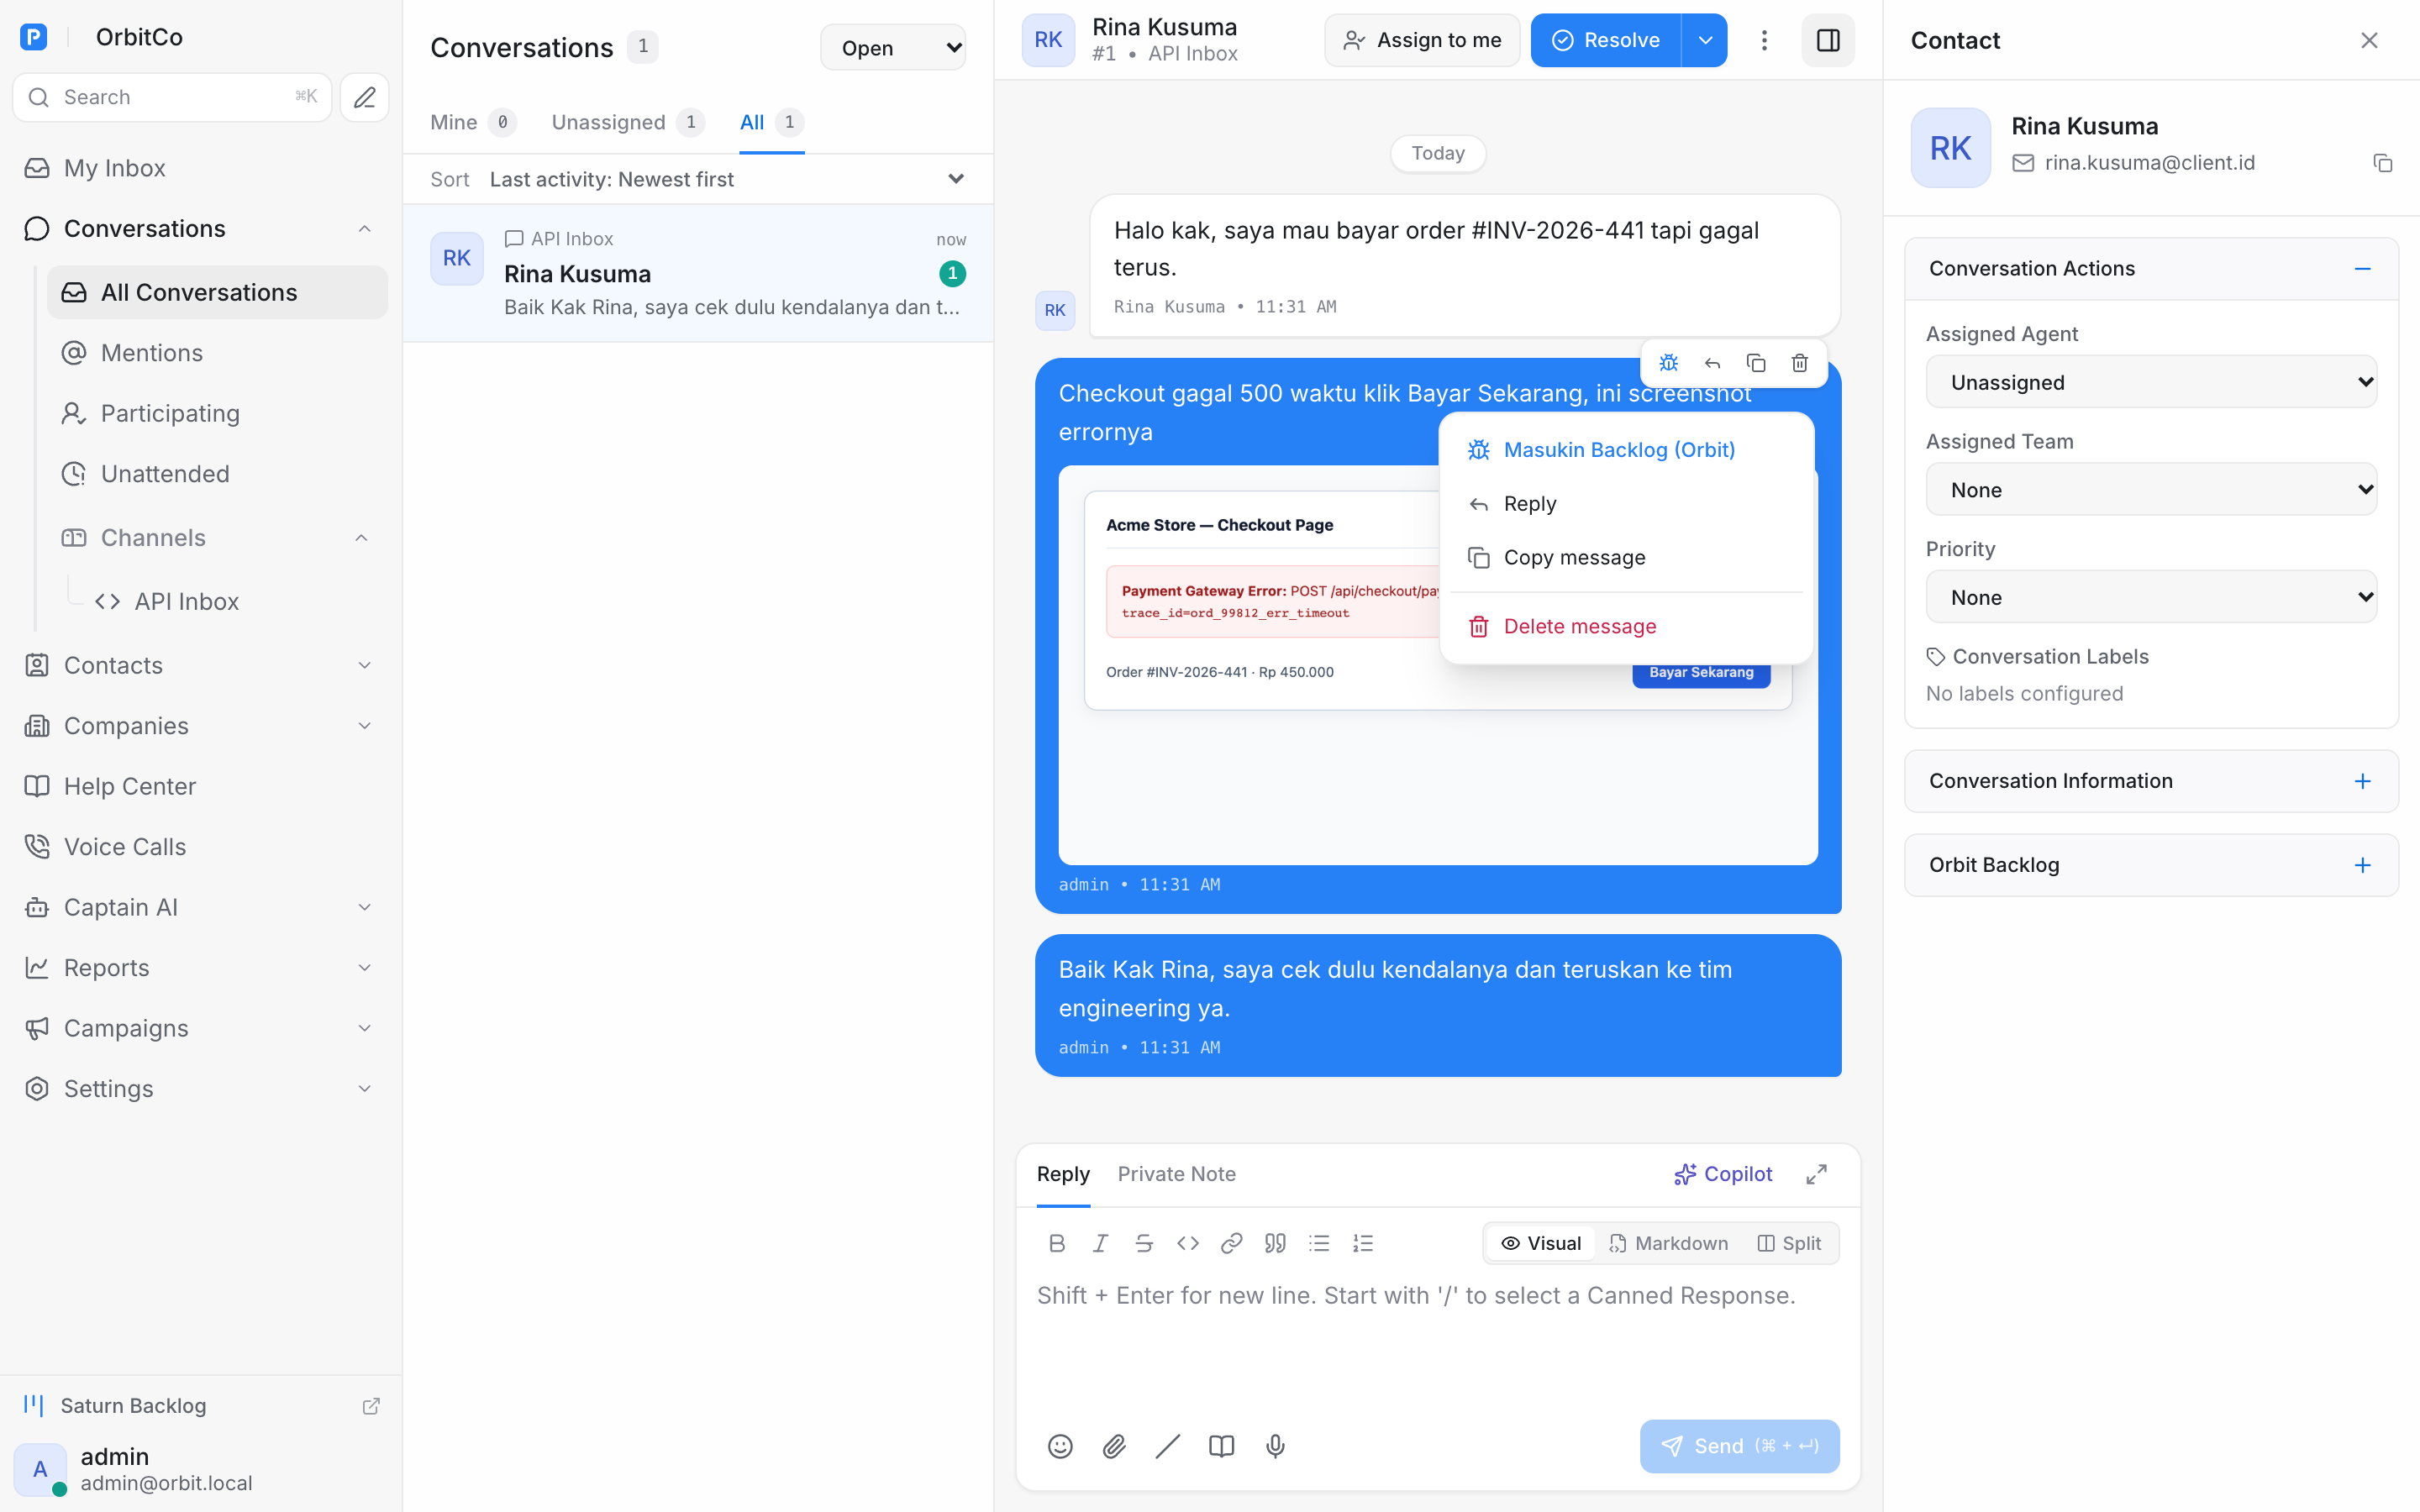 OrbitCo
Search ⌘K
My Inbox
Conversations
All Conversations
Mentions
Participating
Unattended
Channels
API Inbox
Contacts
Companies
Help Center
Voice Calls
Captain AI
Reports
Campaigns
Settings
Saturn Backlog
A
admin
admin@orbit.local
Conversations 1
Open
Mine 0 Unassigned 1 All 1
Sort Last activity: Newest first
RK
API Inbox now
Rina Kusuma 1
Baik Kak Rina, saya cek dulu kendalanya dan t...
RK
Rina Kusuma
#1 • API Inbox
Assign to me
Resolve
Today
Halo kak, saya mau bayar order #INV-2026-441 tapi gagal
terus.
RK
Rina Kusuma • 11:31 AM
Checkout gagal 500 waktu klik Bayar Sekarang, ini screenshot
errornya
Masukin Backlog (Orbit)
Reply
Copy message
Delete message
Acme Store — Checkout Page
Payment Gateway Error: POST /api/checkout/pay
trace_id=ord_99812_err_timeout
Order #INV-2026-441 · Rp 450.000
Bayar Sekarang
admin • 11:31 AM
Baik Kak Rina, saya cek dulu kendalanya dan teruskan ke tim
engineering ya.
admin • 11:31 AM
Reply Private Note Copilot
Visual Markdown Split
Shift + Enter for new line. Start with '/' to select a Canned Response.
Send (⌘ + ↵)
Contact
RK
Rina Kusuma
rina.kusuma@client.id
Conversation Actions
Assigned Agent
Unassigned
Assigned Team
None
Priority
None
Conversation Labels
No labels configured
Conversation Information
Orbit Backlog